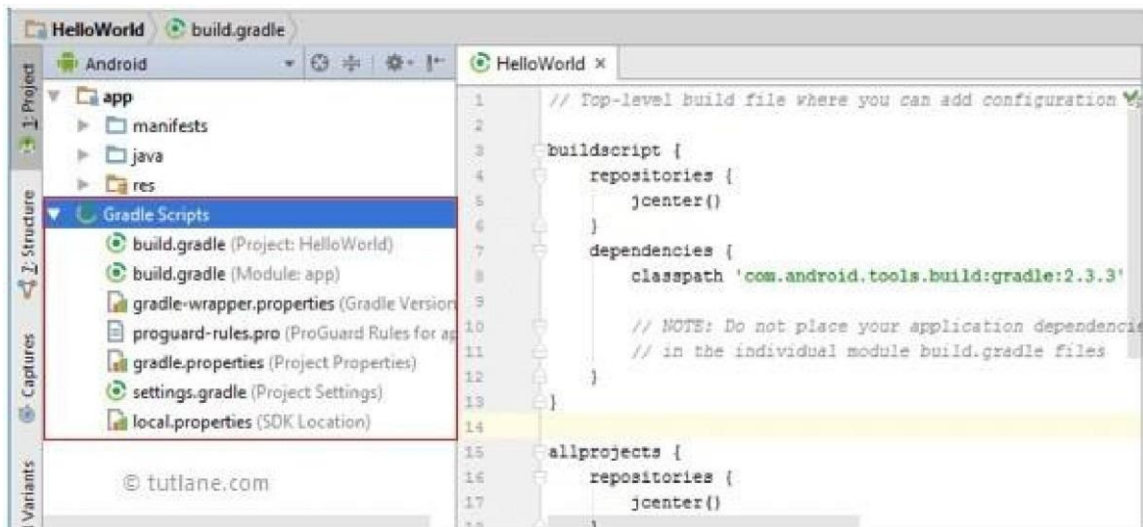 HelloWorld build.gradle
Android
HelloWorld ×
1: Project
app
manifests
java
res
Gradle Scripts
build.gradle (Project: HelloWorld)
build.gradle (Module: app)
gradle-wrapper.properties (Gradle Version
proguard-rules.pro (ProGuard Rules for ap
gradle.properties (Project Properties)
settings.gradle (Project Settings)
local.properties (SDK Location)
© tutlane.com
7: Structure
Captures
Variants
1 // Top-level build file where you can add configuration
2
3 buildscript {
4 repositories {
5 jcenter()
6 }
7 dependencies {
8 classpath 'com.android.tools.build:gradle:2.3.3'
9
10 // NOTE: Do not place your application dependencie
11 // in the individual module build.gradle files
12 }
13 }
14
15 allprojects {
16 repositories {
17 jcenter()